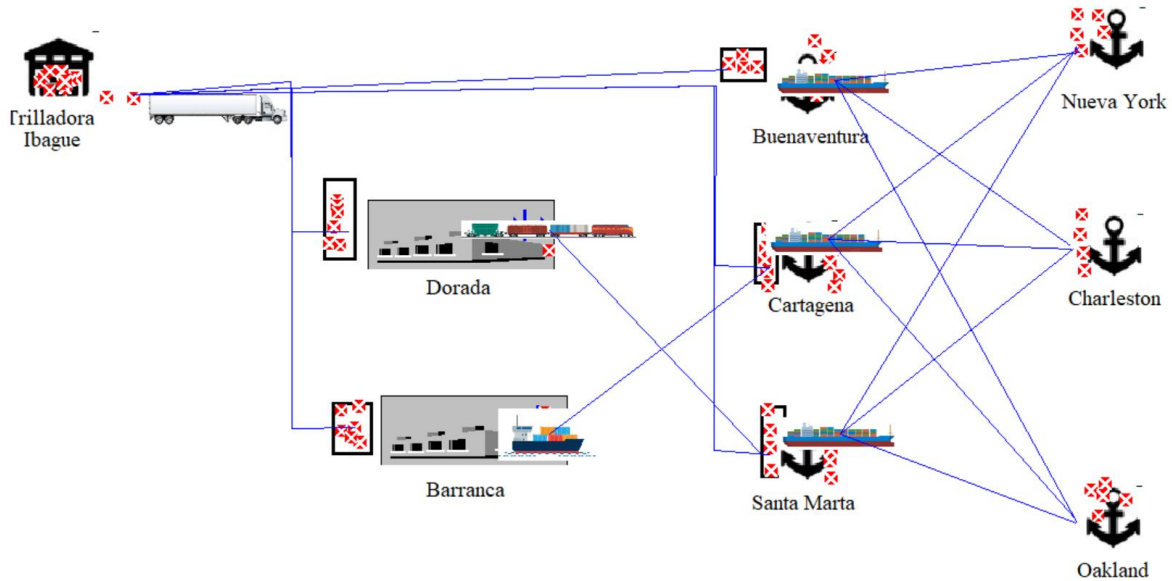 Trilladora
Ibague
Buenaventura
Nueva York
Dorada
Cartagena
Charleston
Barranca
Santa Marta
Oakland